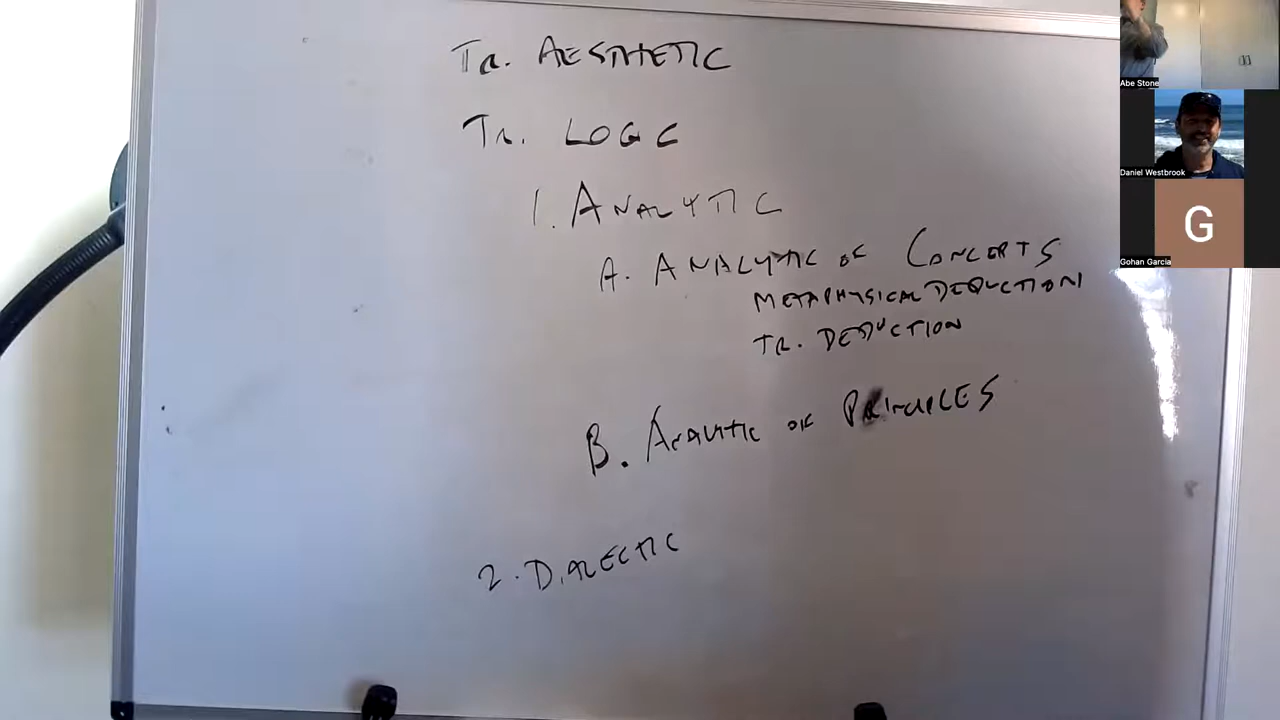 Tr. AESTHETIC
Tr. LOGIC
1. ANALYTIC
A. ANALYTIC OF CONCEPTS
METAPHYSICAL DEDUCTION
TR. DEDUCTION
B. ANALYTIC OF PRINCIPLES
2. DIALECTIC
Abe Stone
Daniel Westbrook
G
Gohan Garcia